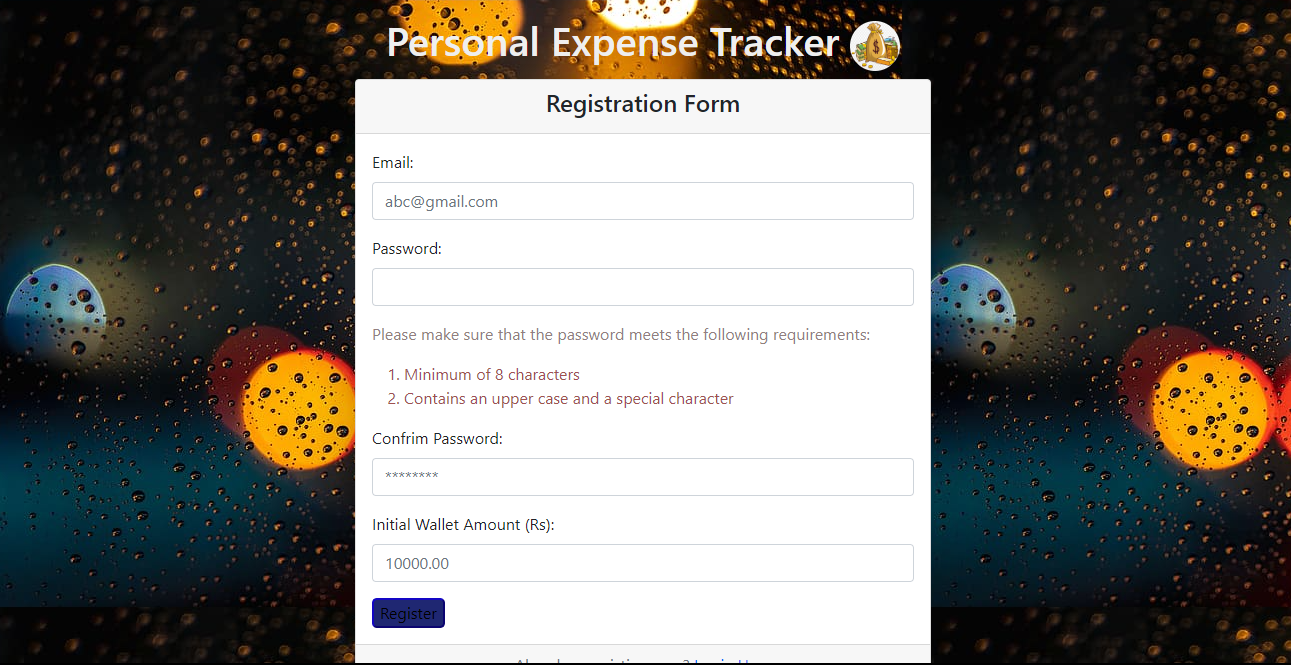 Personal Expense Tracker
$
Registration Form
Email:
abc@gmail.com
Password:
Please make sure that the password meets the following requirements:
1. Minimum of 8 characters
2. Contains an upper case and a special character
Confrim Password:
********
Initial Wallet Amount (Rs):
10000.00
Register